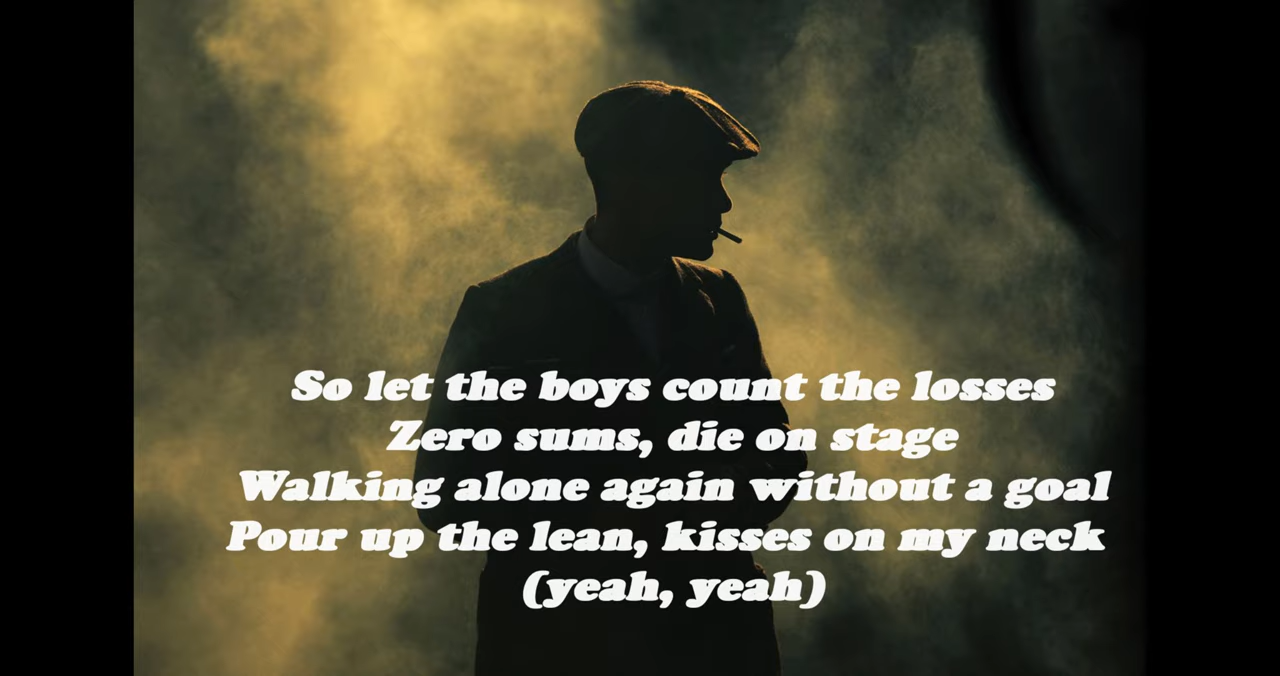 So let the boys count the losses
Zero sums, die on stage
Walking alone again without a goal
Pour up the lean, kisses on my neck
(yeah, yeah)